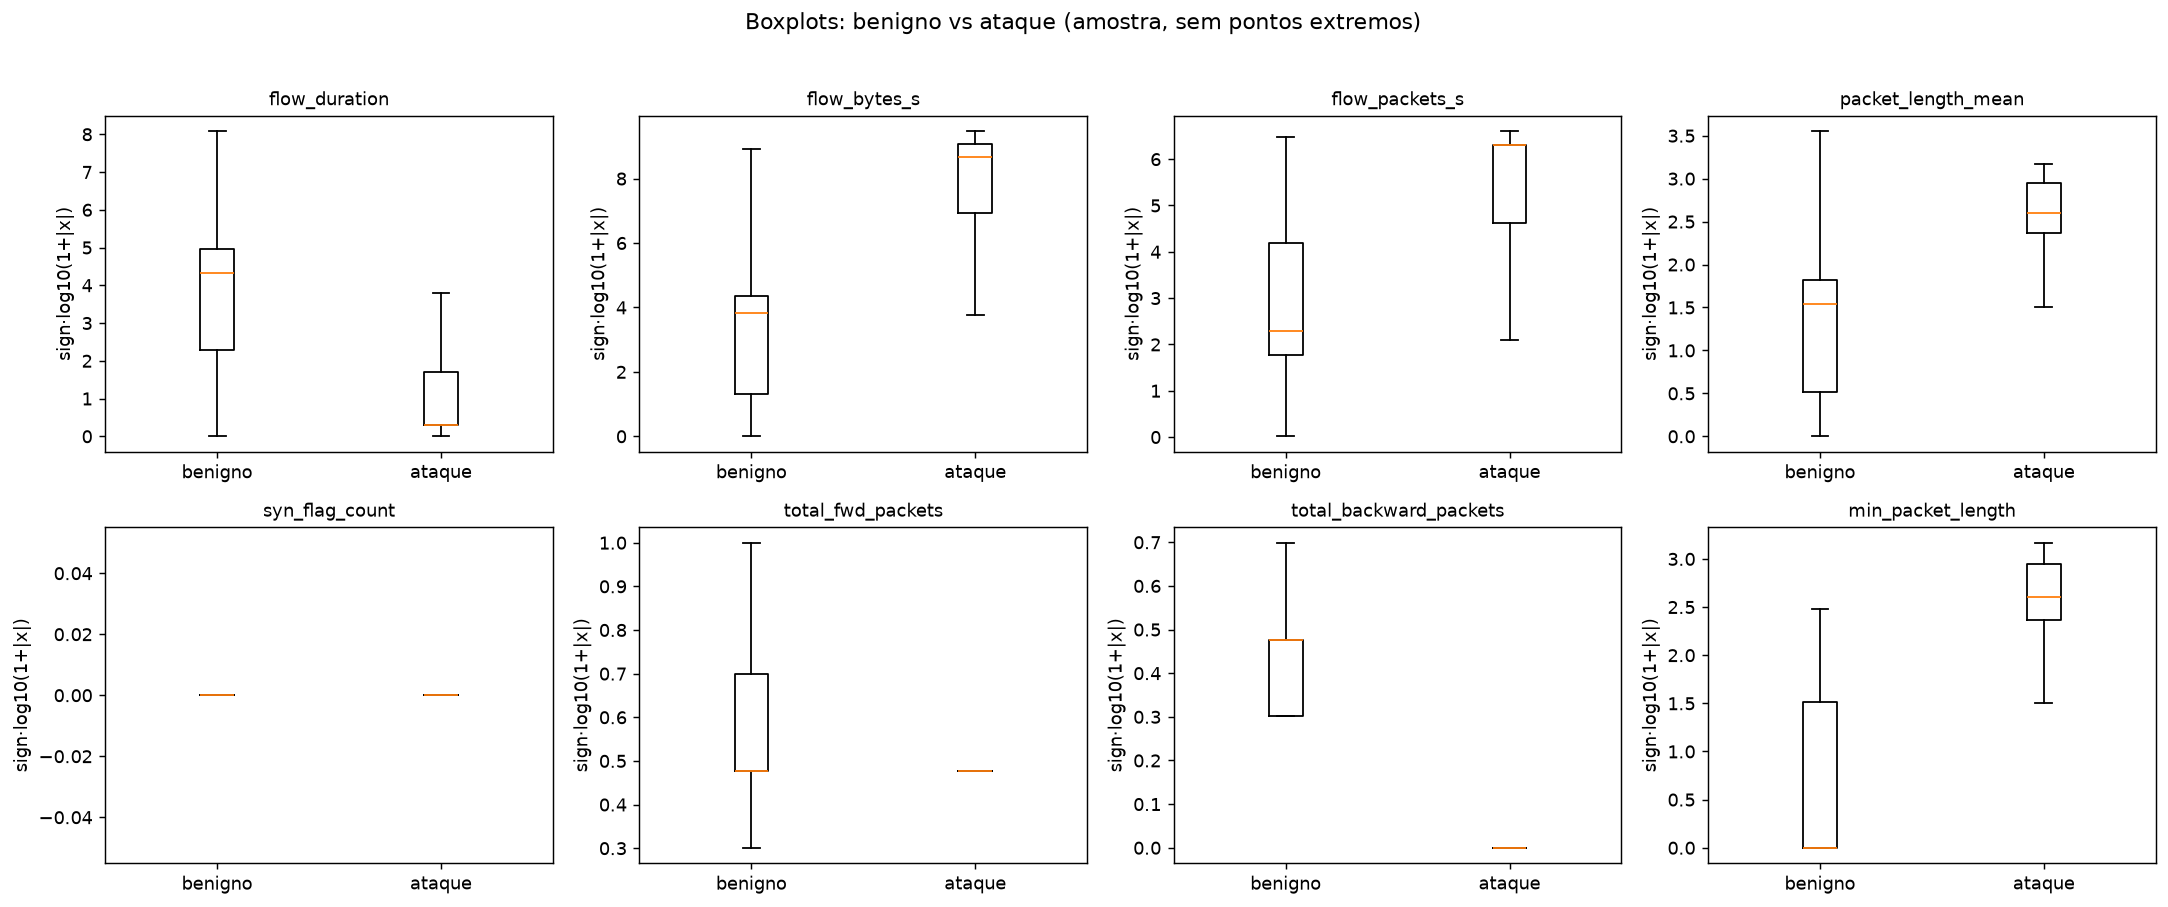 Boxplots: benigno vs ataque (amostra, sem pontos extremos)
flow_duration
sign·log10(1+|x|)
8
7
6
5
4
3
2
1
0
benigno ataque
flow_bytes_s
sign·log10(1+|x|)
8
6
4
2
0
benigno ataque
flow_packets_s
sign·log10(1+|x|)
6
5
4
3
2
1
0
benigno ataque
packet_length_mean
sign·log10(1+|x|)
3.5
3.0
2.5
2.0
1.5
1.0
0.5
0.0
benigno ataque
syn_flag_count
sign·log10(1+|x|)
0.04
0.02
0.00
−0.02
−0.04
benigno ataque
total_fwd_packets
sign·log10(1+|x|)
1.0
0.9
0.8
0.7
0.6
0.5
0.4
0.3
benigno ataque
total_backward_packets
sign·log10(1+|x|)
0.7
0.6
0.5
0.4
0.3
0.2
0.1
0.0
benigno ataque
min_packet_length
sign·log10(1+|x|)
3.0
2.5
2.0
1.5
1.0
0.5
0.0
benigno ataque